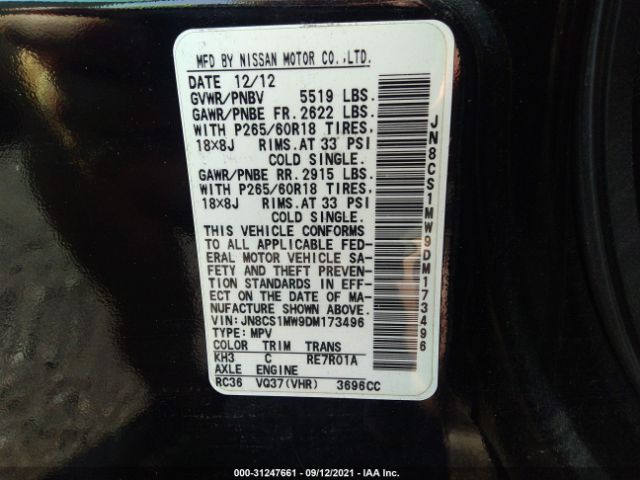 MFD BY NISSAN MOTOR CO.,LTD.
DATE 12/12
GVWR/PNBV 5519 LBS.
GAWR/PNBE FR. 2622 LBS.
WITH P265/60R18 TIRES.
18×8J RIMS.AT 33 PSI
COLD SINGLE.
GAWR/PNBE RR. 2915 LBS.
WITH P265/60R18 TIRES,
18×8J RIMS.AT 33 PSI
COLD SINGLE.
THIS VEHICLE CONFORMS
TO ALL APPLICABLE FED-
ERAL MOTOR VEHICLE SA-
FETY AND THEFT PREVEN-
TION STANDARDS IN EFF-
ECT ON THE DATE OF MA-
NUFACTURE SHOWN ABOVE.
VIN:JN8CS1MW9DM173496
TYPE:MPV
COLOR TRIM TRANS
KH3 C RE7R01A
AXLE ENGINE
RC36 VQ37(VHR) 3696CC
JN8CS1MW9DM173496
000-31247661 - 09/12/2021 - IAA Inc.